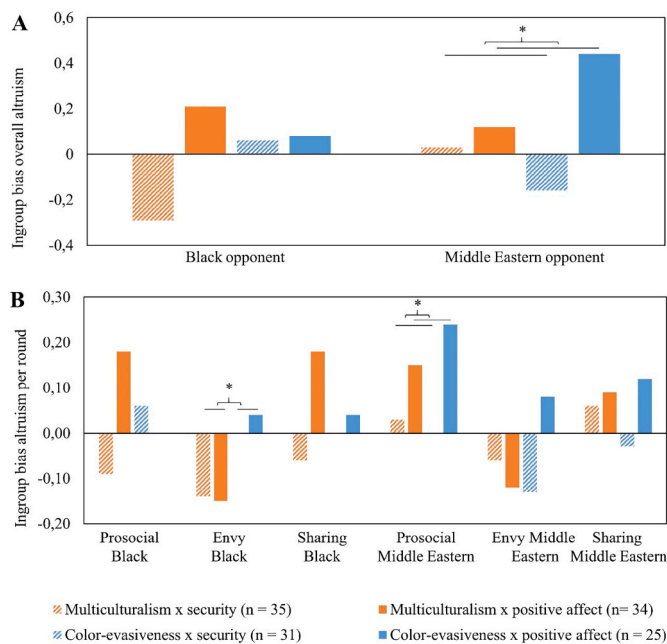 A
Ingroup bias overall altruism
0,6
0,4
0,2
0
-0,2
-0,4
*
Black opponent Middle Eastern opponent
B
Ingroup bias altruism per round
0,30
0,20
0,10
0,00
-0,10
-0,20
*
*
Prosocial Envy Sharing Prosocial Envy Middle Sharing
Black Black Black Middle Eastern Eastern Middle Eastern
Multiculturalism x security (n = 35) Multiculturalism x positive affect (n= 34)
Color-evasiveness x security (n = 31) Color-evasiveness x positive affect (n = 25)